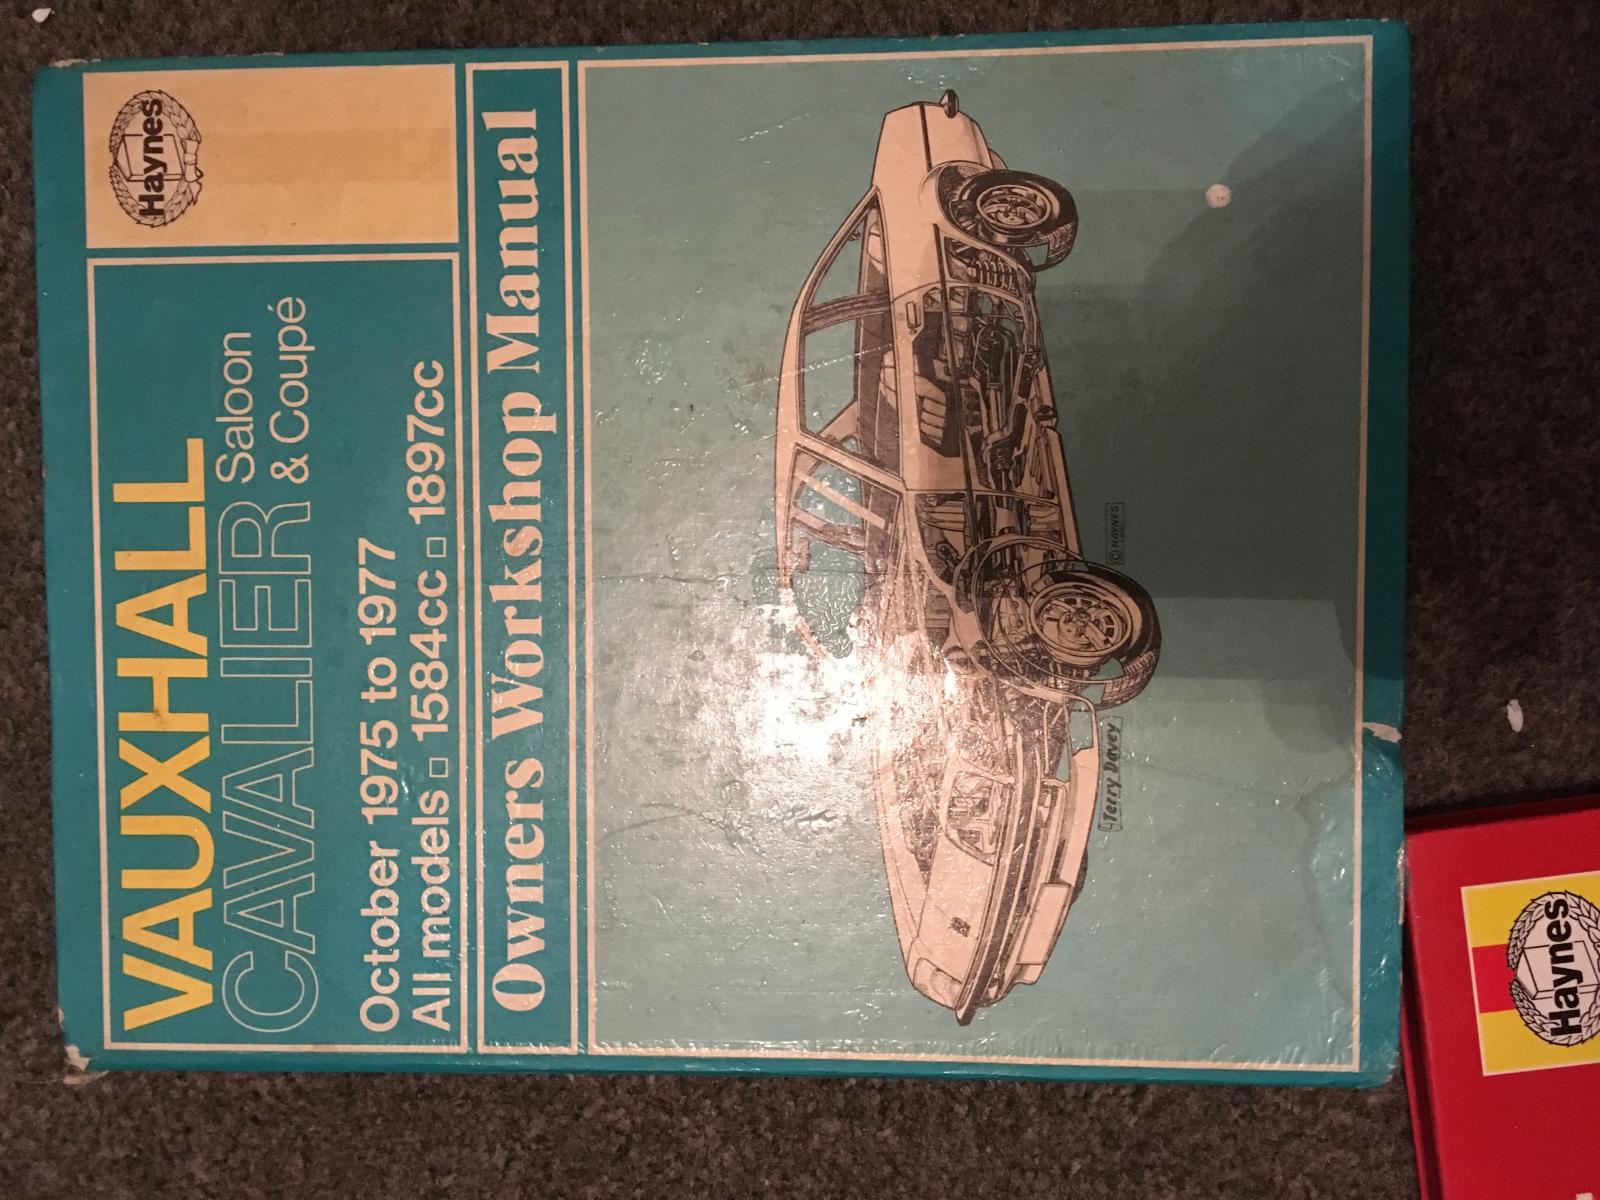 VAUXHALL
CAVALIER Saloon & Coupé
October 1975 to 1977
All models □ 1584cc □ 1897cc
Haynes
Owners Workshop Manual
© HAYNES
Terry Davey
Haynes